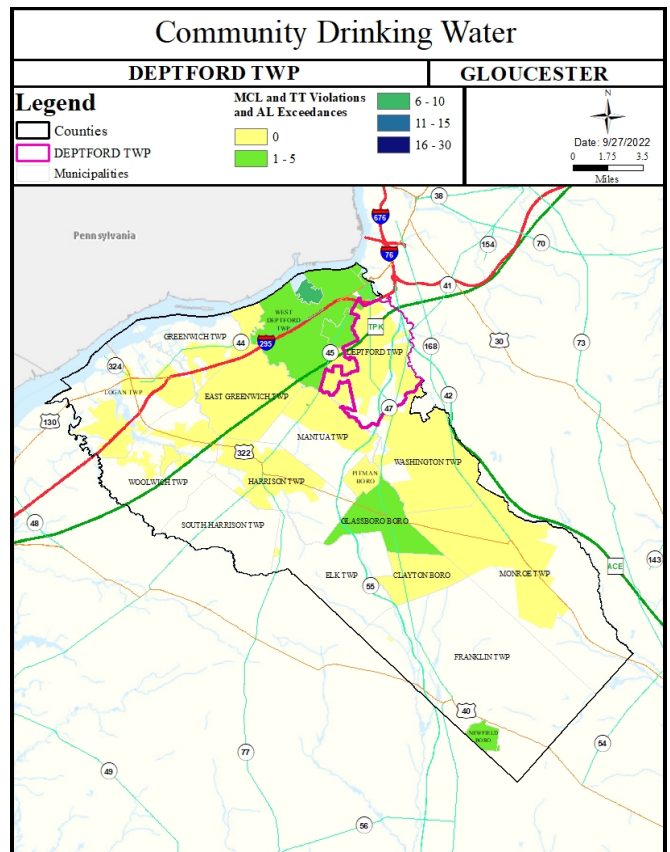 Community Drinking Water
DEPTFORD TWP
GLOUCESTER
Legend
Counties
DEPTFORD TWP
Municipalities
MCL and TT Violations
and AL Exceedances
0
1 - 5
6 - 10
11 - 15
16 - 30
N
Date: 9/27/2022
0 1.75 3.5
Miles
Pennsylvania
38
676
76
154
70
41
WEST
DEPTFORD
TWP
TPK
GREENWICH TWP
44
295
45
DEPTFORD TWP
168
30
73
324
LOGAN TWP
EAST GREENWICH TWP
47
42
130
MANTUA TWP
322
WASHINGTON TWP
PITMAN
BORO
WOOLWICH TWP
HARRISON TWP
48
SOUTH HARRISON TWP
GLASSBORO BORO
143
ACE
ELK TWP
55
CLAYTON BORO
MONROE TWP
FRANKLIN TWP
40
NEWFIELD
BORO
54
77
49
56